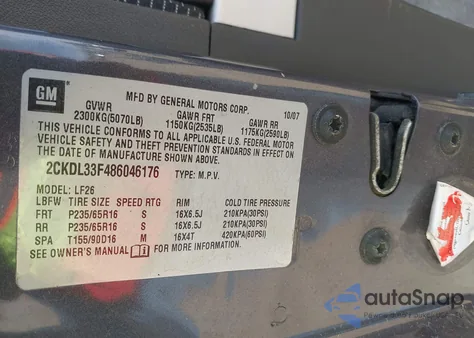 GM
MFD BY GENERAL MOTORS CORP. 10/07
GVWR GAWR FRT GAWR RR
2300KG(5070LB) 1150KG(2535LB) 1175KG(2590LB)
THIS VEHICLE CONFORMS TO ALL APPLICABLE U.S. FEDERAL MOTOR
VEHICLE SAFETY AND THEFT PREVENTION STANDARDS IN EFFECT ON
THE DATE OF MANUFACTURE SHOWN ABOVE.
2CKDL33F486046176 TYPE: M.P.V.
MODEL: LF26
LBFW TIRE SIZE SPEED RTG RIM COLD TIRE PRESSURE
FRT P235/65R16 S 16X6.5J 210KPA(30PSI)
RR P235/65R16 S 16X6.5J 210KPA(30PSI)
SPA T155/90D16 M 16X4T 420KPA(60PSI)
SEE OWNER'S MANUAL FOR MORE INFORMATION.
autoSnap